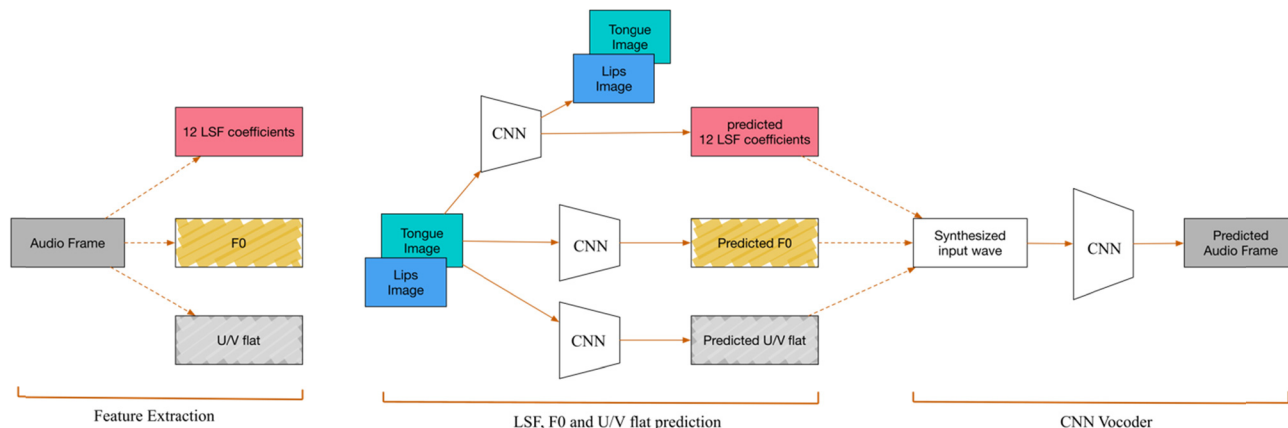 12 LSF coefficients
Audio Frame
F0
U/V flat
Feature Extraction
Tongue
Image
Lips
Image
CNN
predicted
12 LSF coefficients
Tongue
Image
Lips
Image
CNN
Predicted F0
CNN
Predicted U/V flat
LSF, F0 and U/V flat prediction
Synthesized
input wave
CNN
Predicted
Audio Frame
CNN Vocoder